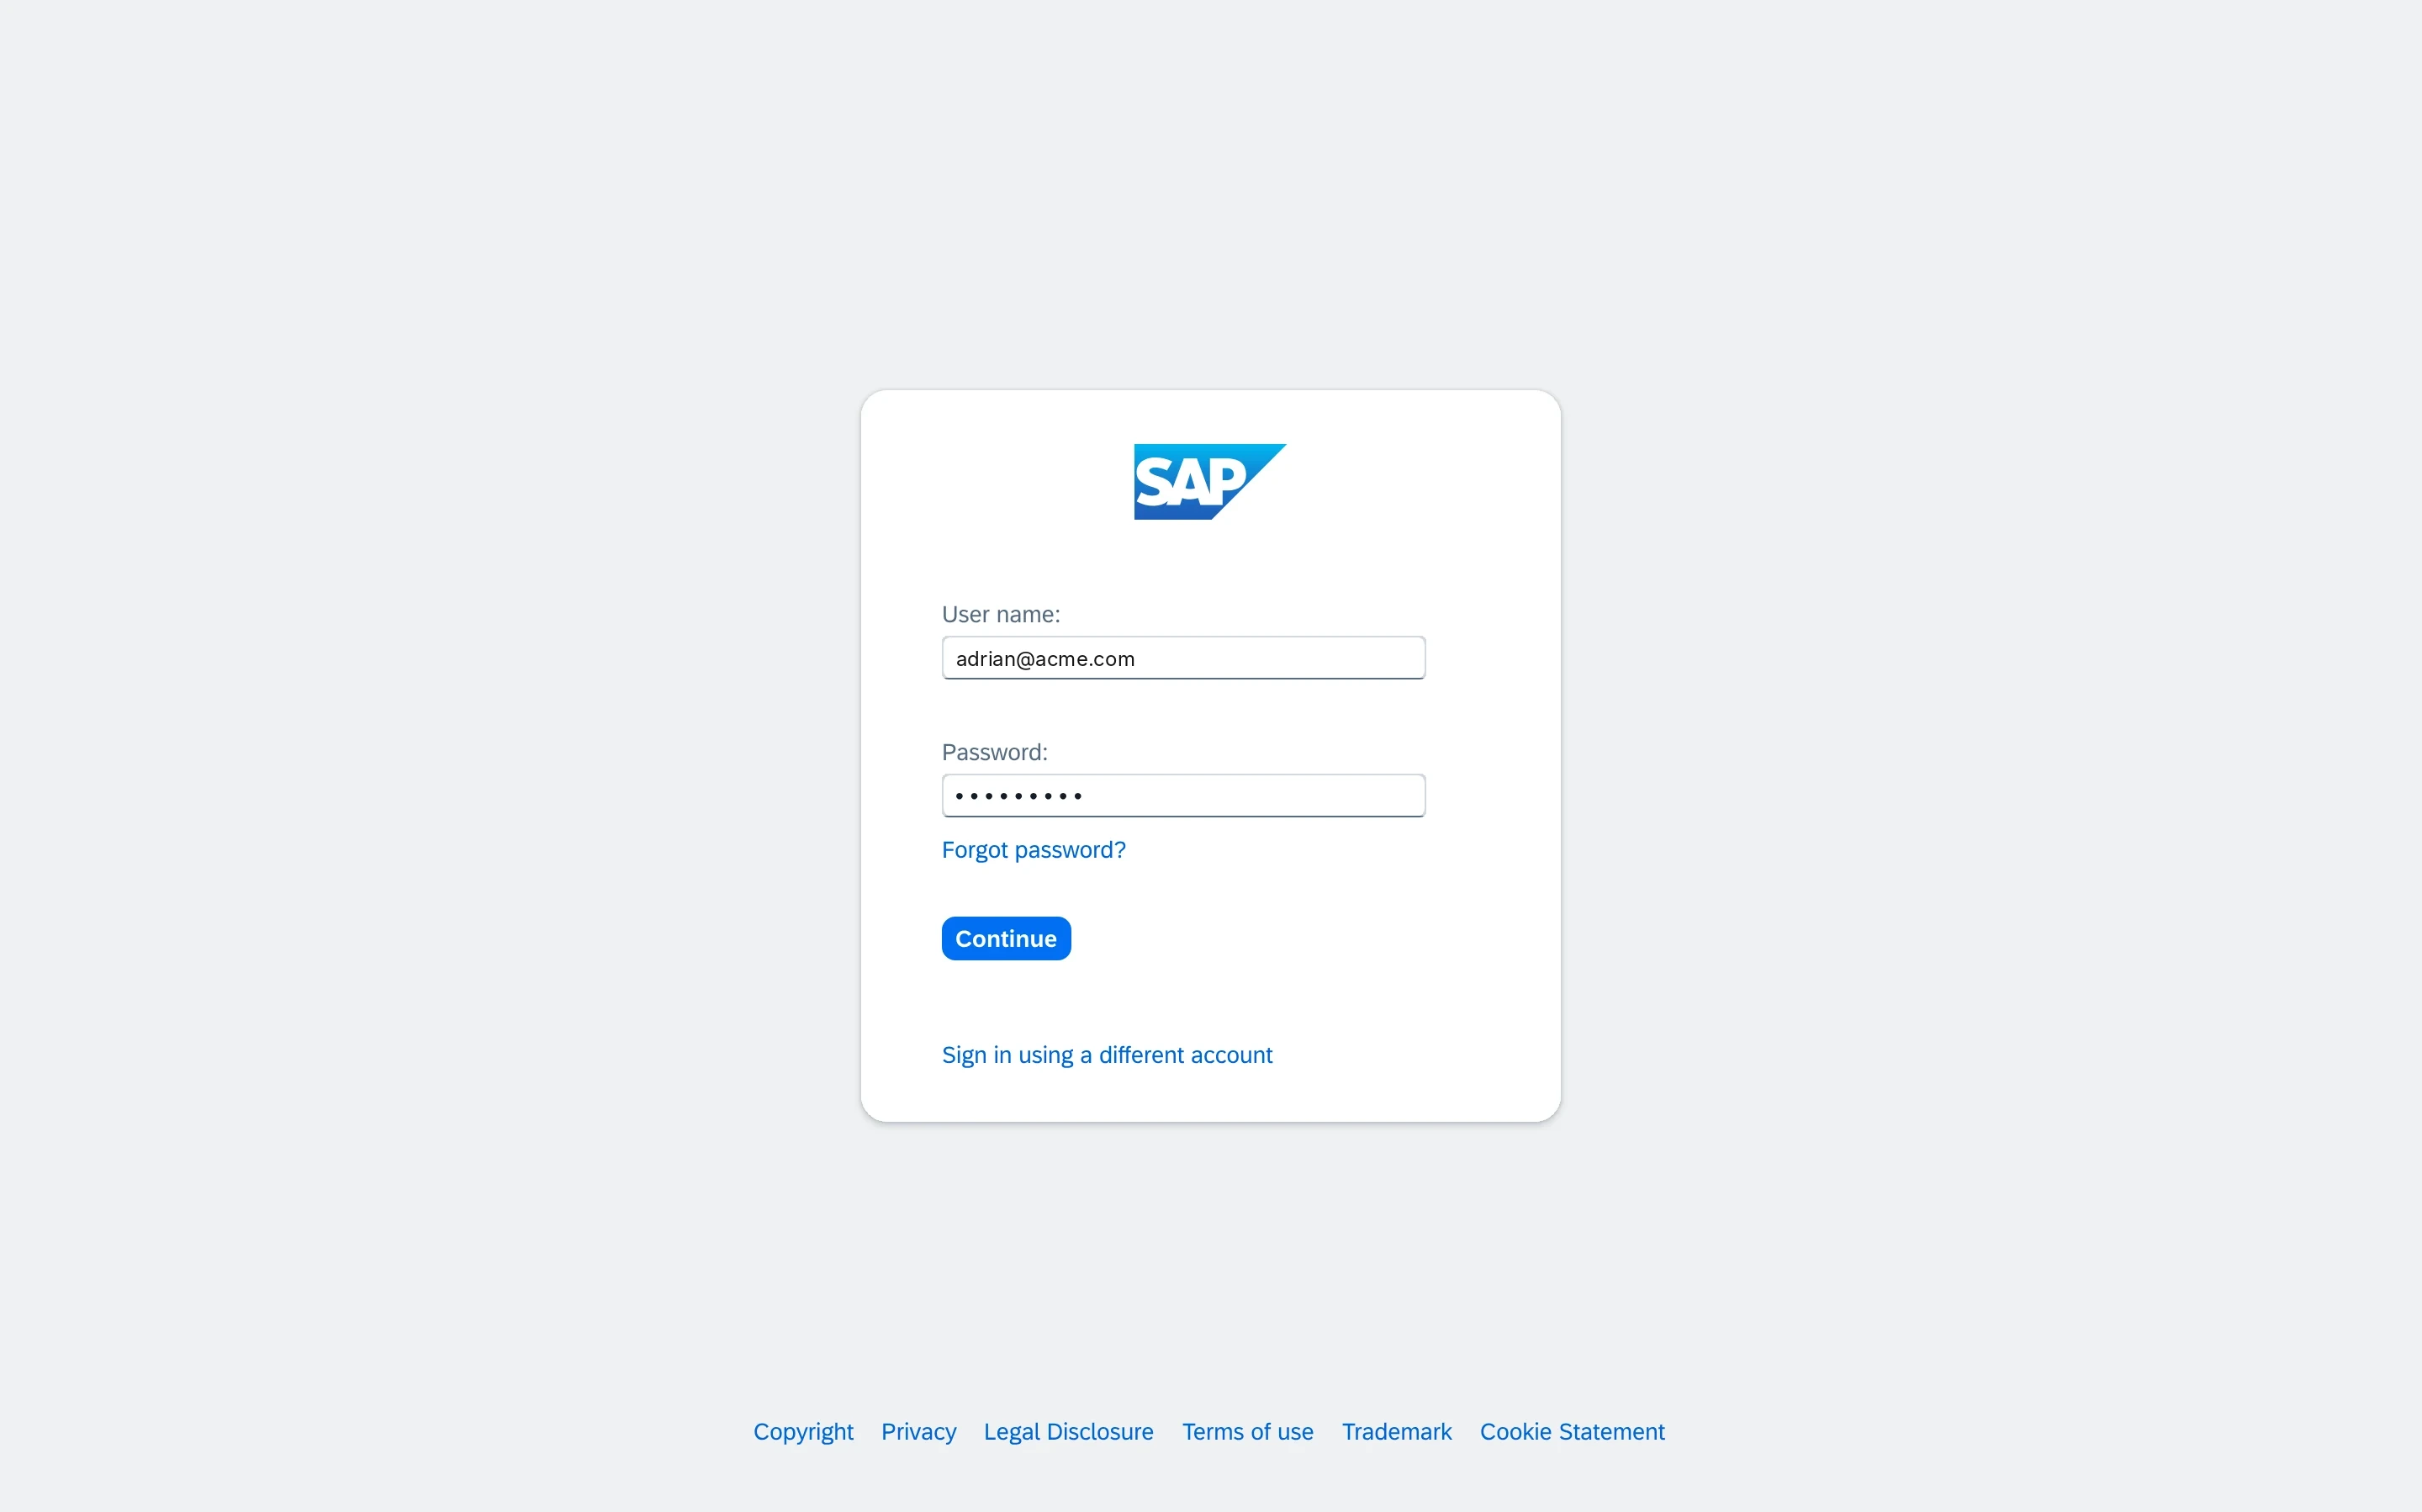 SAP
User name:
adrian@acme.com
Password:
•••••••••
Forgot password?
Continue
Sign in using a different account
Copyright Privacy Legal Disclosure Terms of use Trademark Cookie Statement